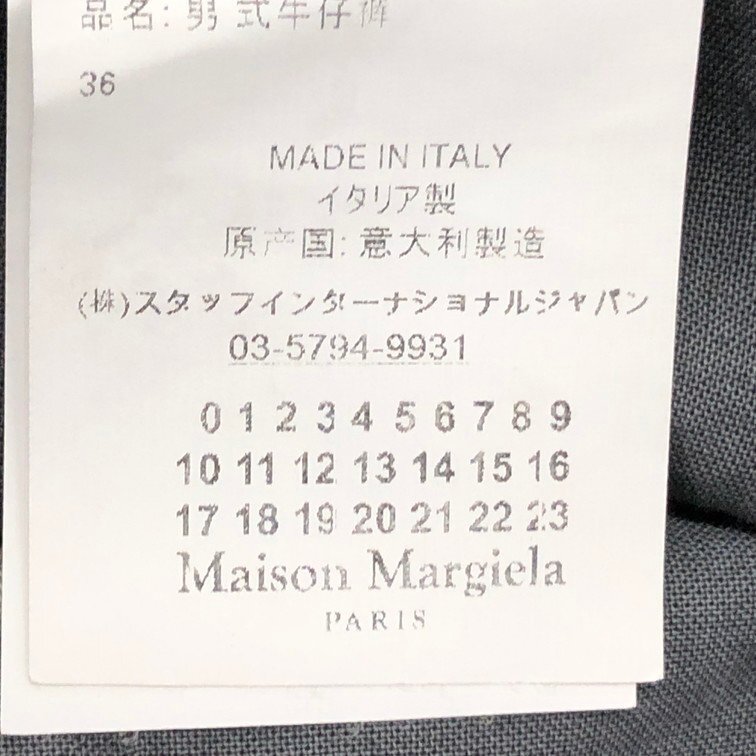 品名: 男式牛仔裤
36
MADE IN ITALY
イタリア製
原产国: 意大利製造
(株)スタッフインターナショナルジャパン
03-5794-9931
0 1 2 3 4 5 6 7 8 9
10 11 12 13 14 15 16
17 18 19 20 21 22 23
Maison Margiela
PARIS